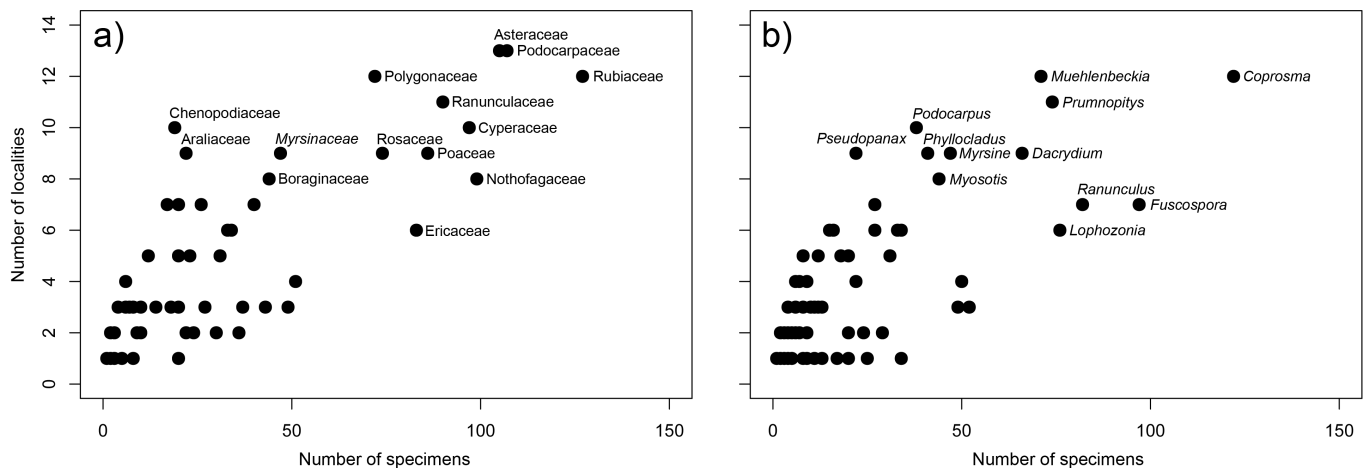 a)
Asteraceae
Podocarpaceae
Polygonaceae
Rubiaceae
Ranunculaceae
Chenopodiaceae
Cyperaceae
Araliaceae
Myrsinaceae
Rosaceae
Poaceae
Boraginaceae
Nothofagaceae
Ericaceae
Number of localities
14
12
10
8
6
4
2
0
0 50 100 150
Number of specimens
b)
Muehlenbeckia
Coprosma
Prumnopitys
Podocarpus
Pseudopanax
Phyllocladus
Myrsine
Dacrydium
Myosotis
Ranunculus
Fuscospora
Lophozonia
0 50 100 150
Number of specimens